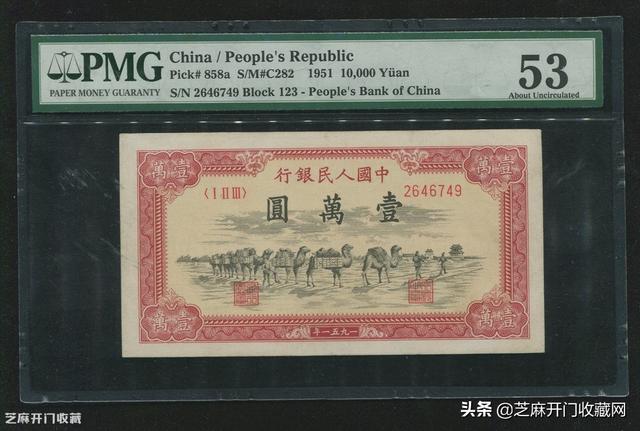 PMG
PAPER MONEY GUARANTY
China / People's Republic
Pick# 858a S/M#C282 1951 10,000 Yüan
S/N 2646749 Block 123 - People's Bank of China
53
About Uncirculated
行銀民人國中
〈I II III〉
2646749
圓萬壹
壹萬
壹萬
壹萬
壹萬
年一五九一
芝麻开门收藏
头条 @芝麻开门收藏网